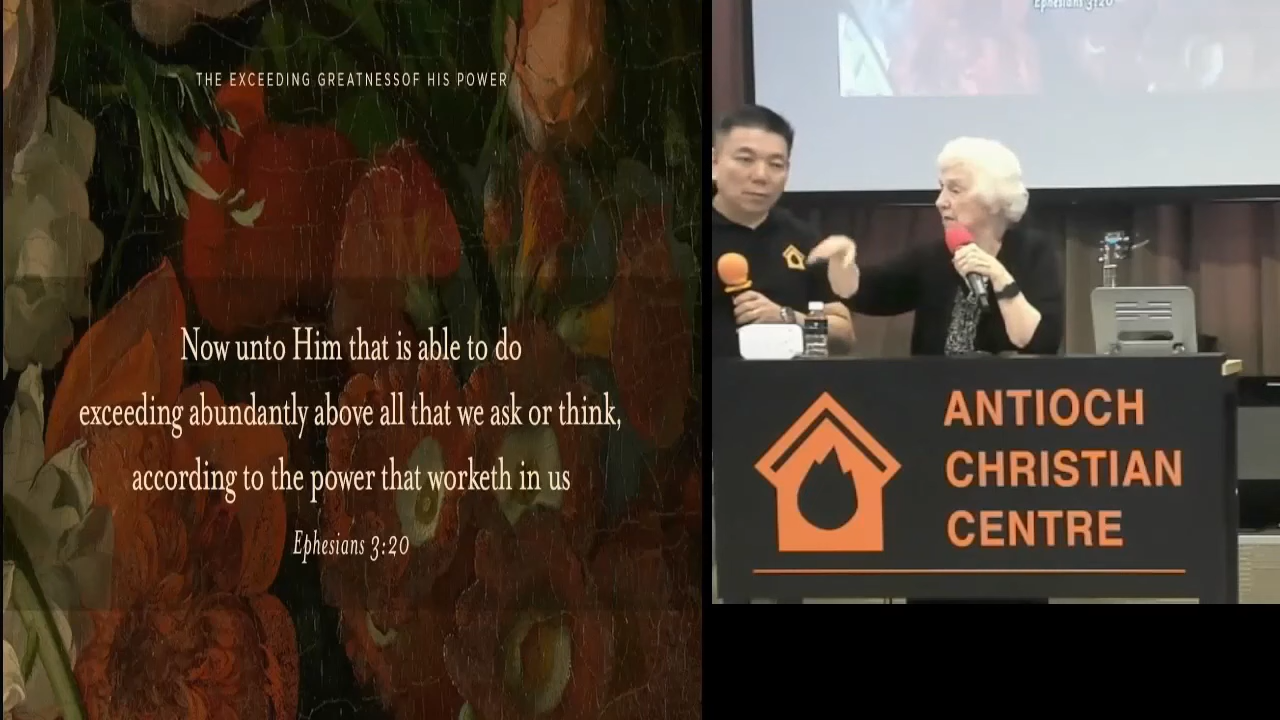 THE EXCEEDING GREATNESSOF HIS POWER
Now unto Him that is able to do
exceeding abundantly above all that we ask or think,
according to the power that worketh in us
Ephesians 3:20
Ephesians 3:20
ANTIOCH
CHRISTIAN
CENTRE